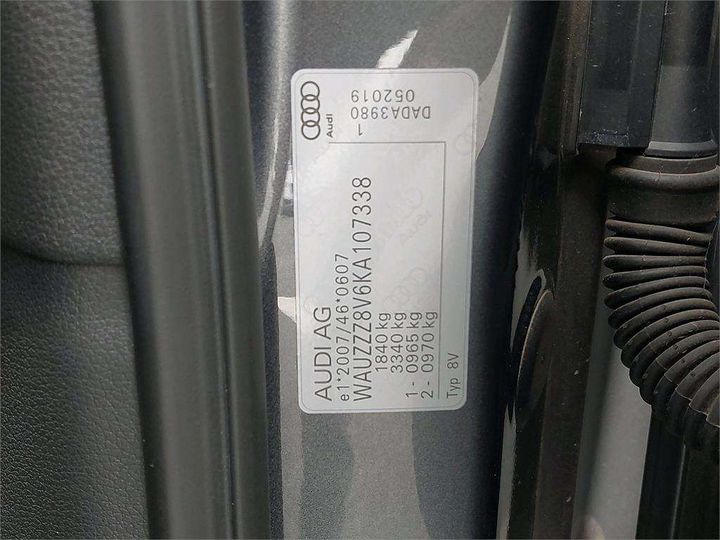 AUDI AG
e1*2007/46*0607
WAUZZZ8V6KA107338
1840 kg
3340 kg
1 - 0965 kg
2 - 0970 kg
Typ 8V
Audi
1
DADA3980
052019
Audi